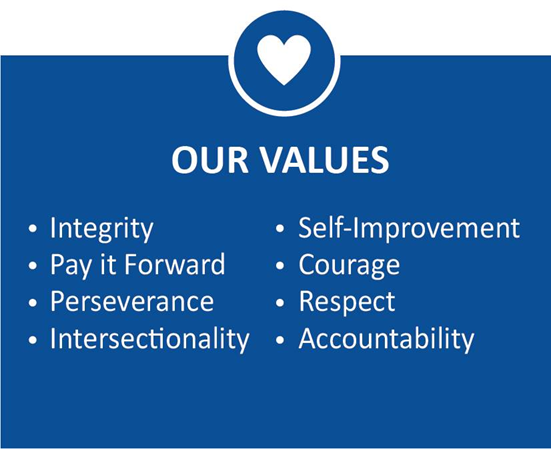 OUR VALUES
• Integrity
• Pay it Forward
• Perseverance
• Intersectionality
• Self-Improvement
• Courage
• Respect
• Accountability